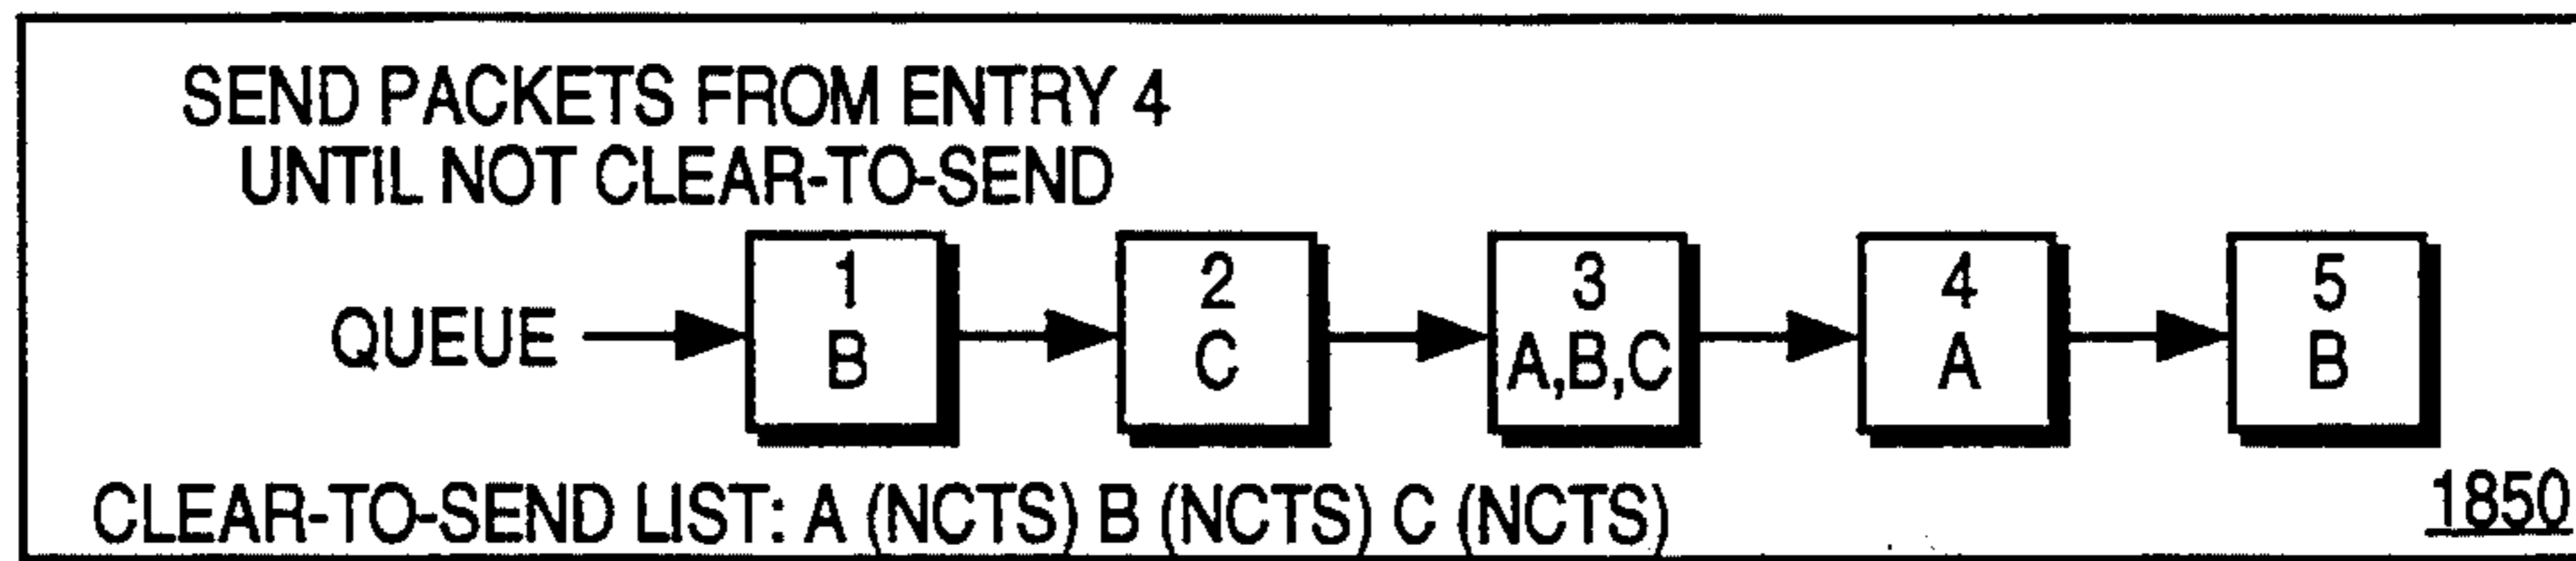 SEND PACKETS FROM ENTRY 4
UNTIL NOT CLEAR-TO-SEND
QUEUE
1
B
2
C
3
A,B,C
4
A
5
B
CLEAR-TO-SEND LIST: A (NCTS) B (NCTS) C (NCTS)
1850